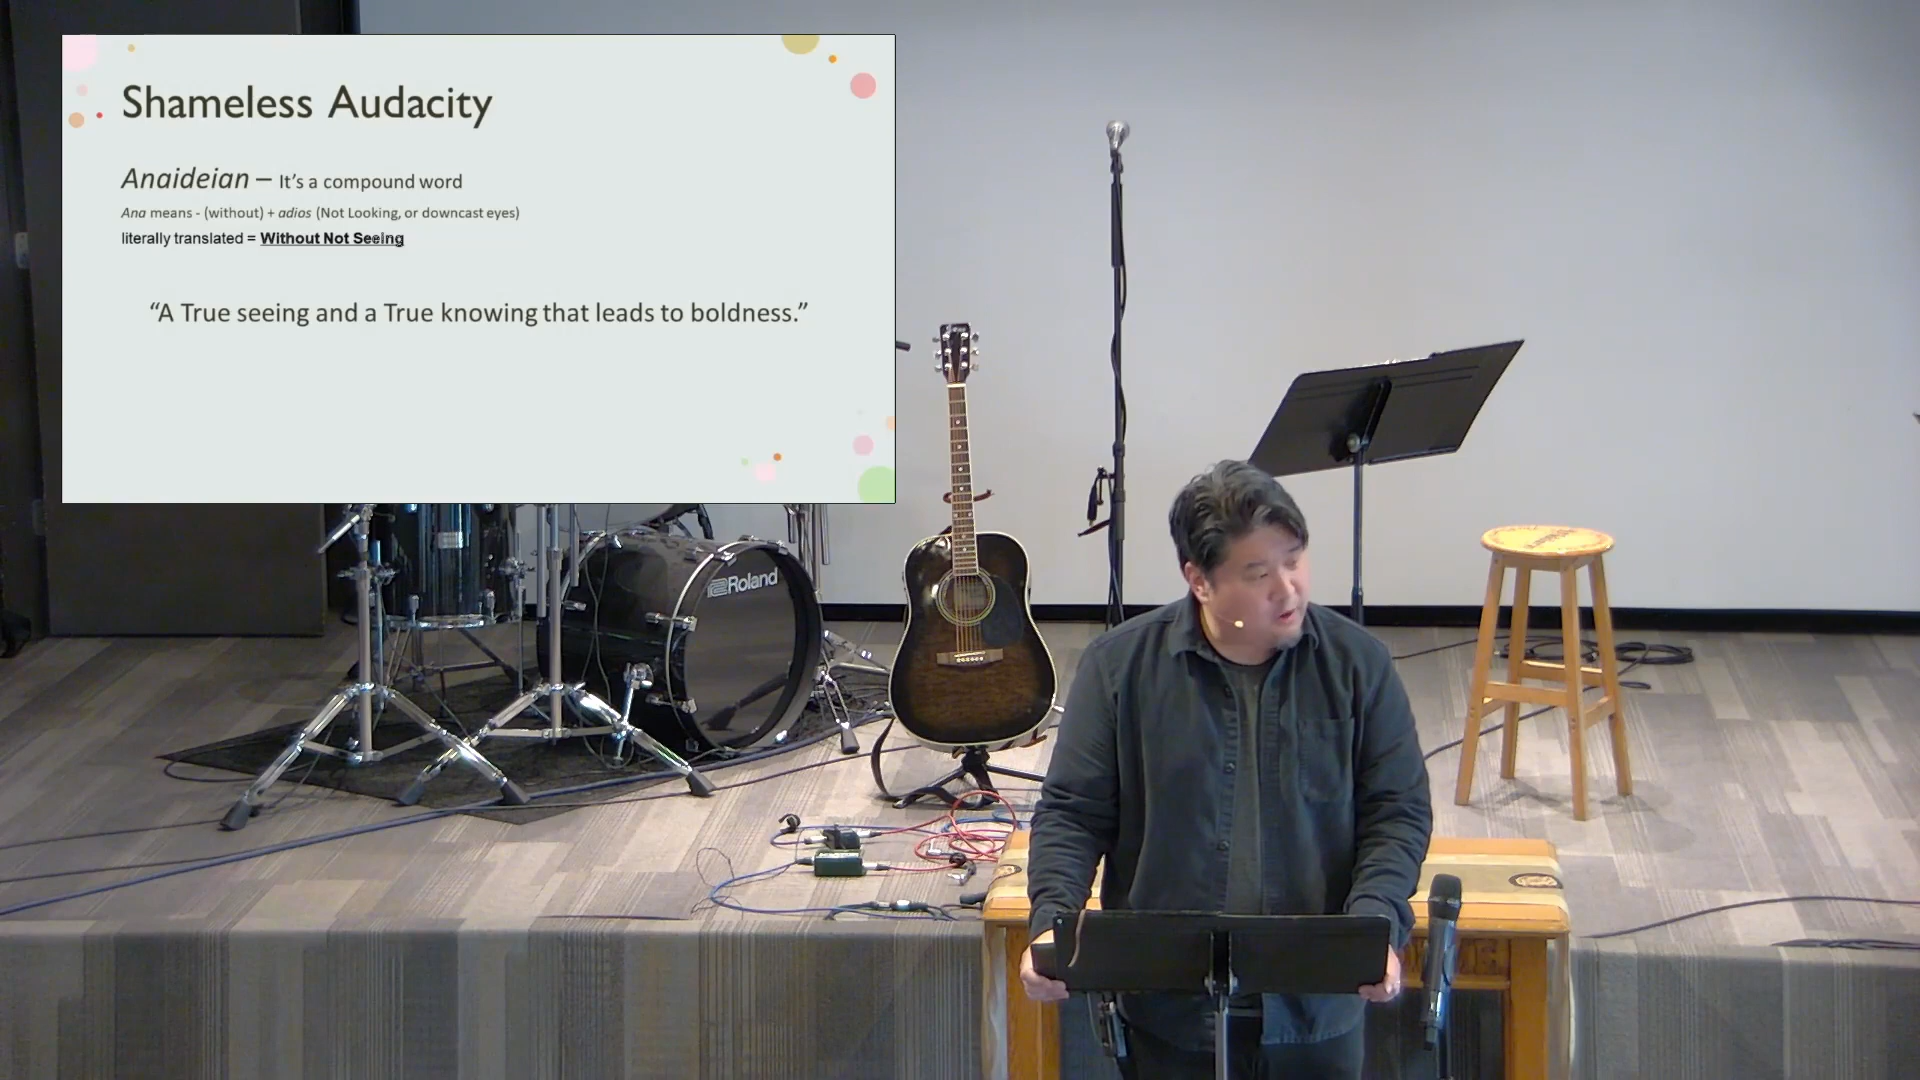 Shameless Audacity
Anaideian – It's a compound word
Ana means - (without) + adios (Not Looking, or downcast eyes)
literally translated = Without Not Seeing
“A True seeing and a True knowing that leads to boldness.”
Roland